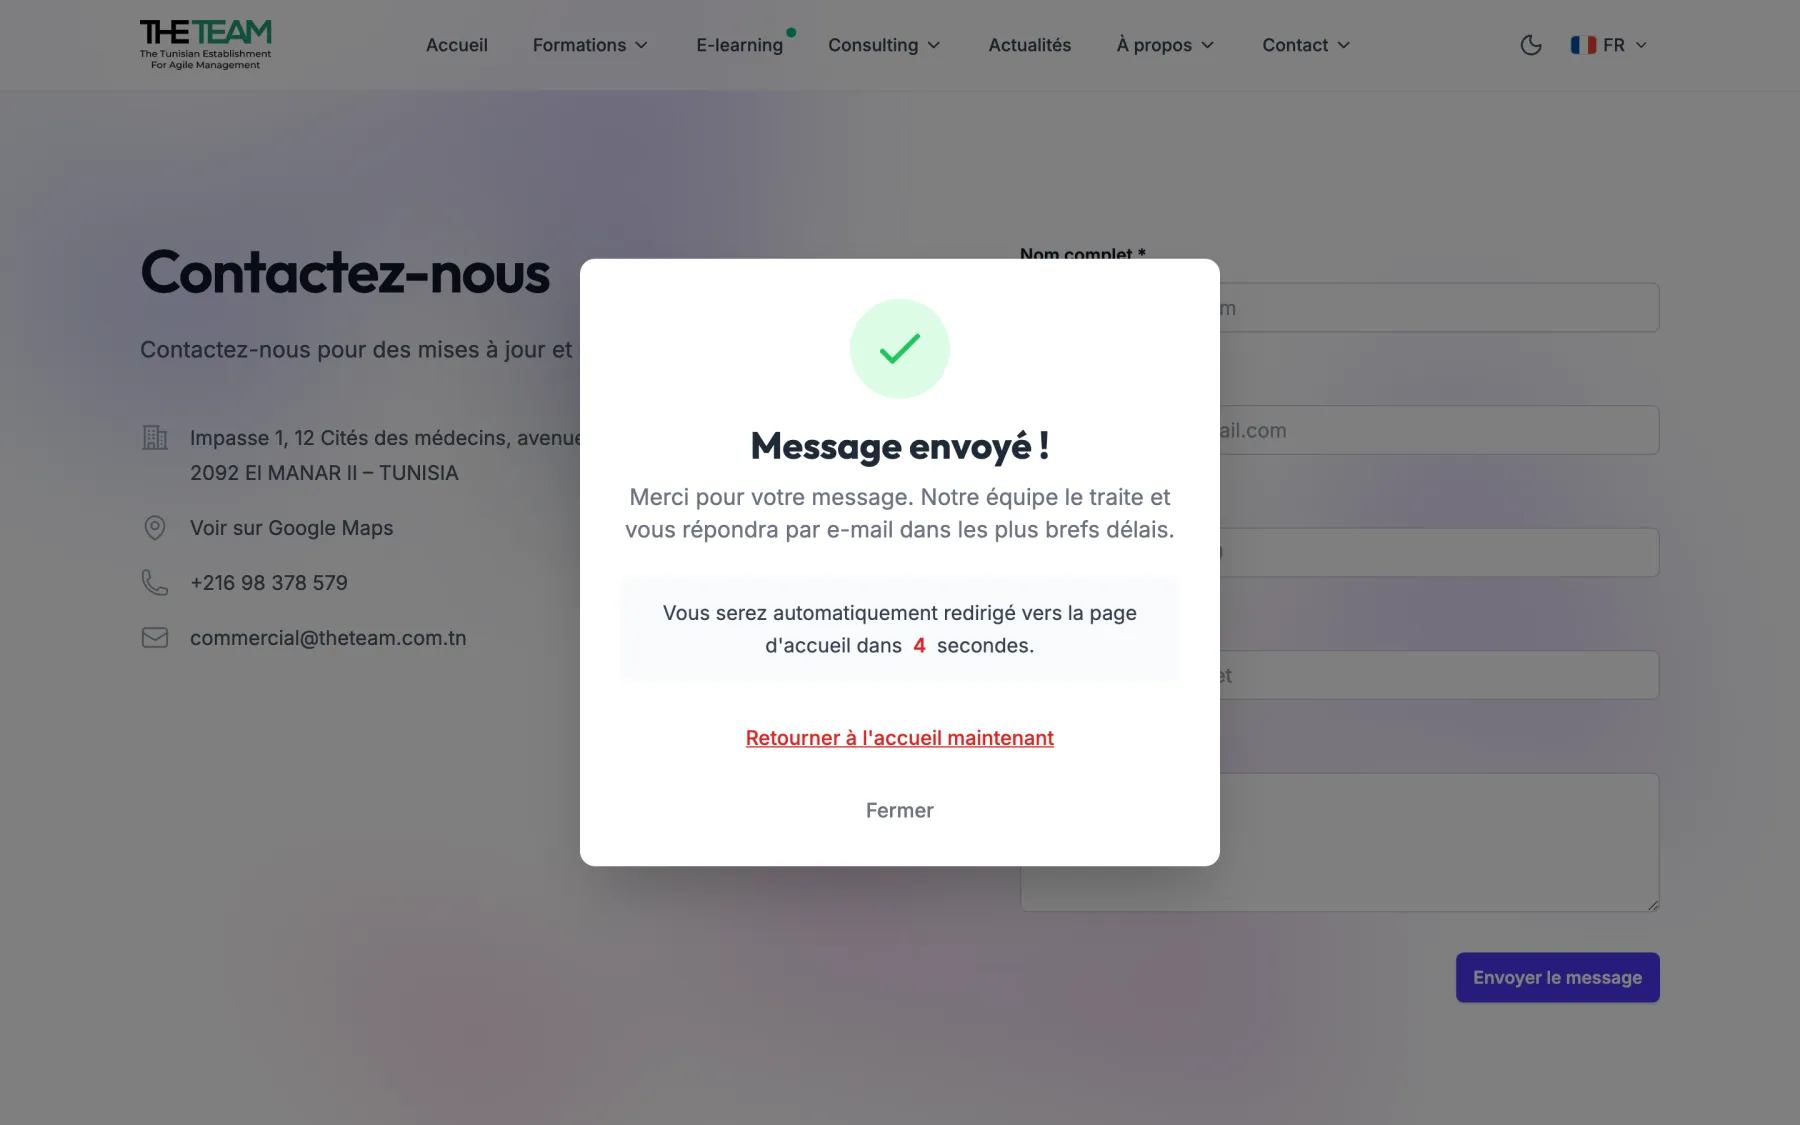 THE TEAM
The Tunisian Establishment
For Agile Management
Accueil
Formations
E-learning
Consulting
Actualités
À propos
Contact
FR
Contactez-nous
Contactez-nous pour des mises à jour et
Impasse 1, 12 Cités des médecins, avenue
2092 El MANAR II – TUNISIA
Voir sur Google Maps
+216 98 378 579
commercial@theteam.com.tn
Nom complet *
Message envoyé !
Merci pour votre message. Notre équipe le traite et
vous répondra par e-mail dans les plus brefs délais.
Vous serez automatiquement redirigé vers la page
d'accueil dans 4 secondes.
Retourner à l'accueil maintenant
Fermer
ail.com
Envoyer le message